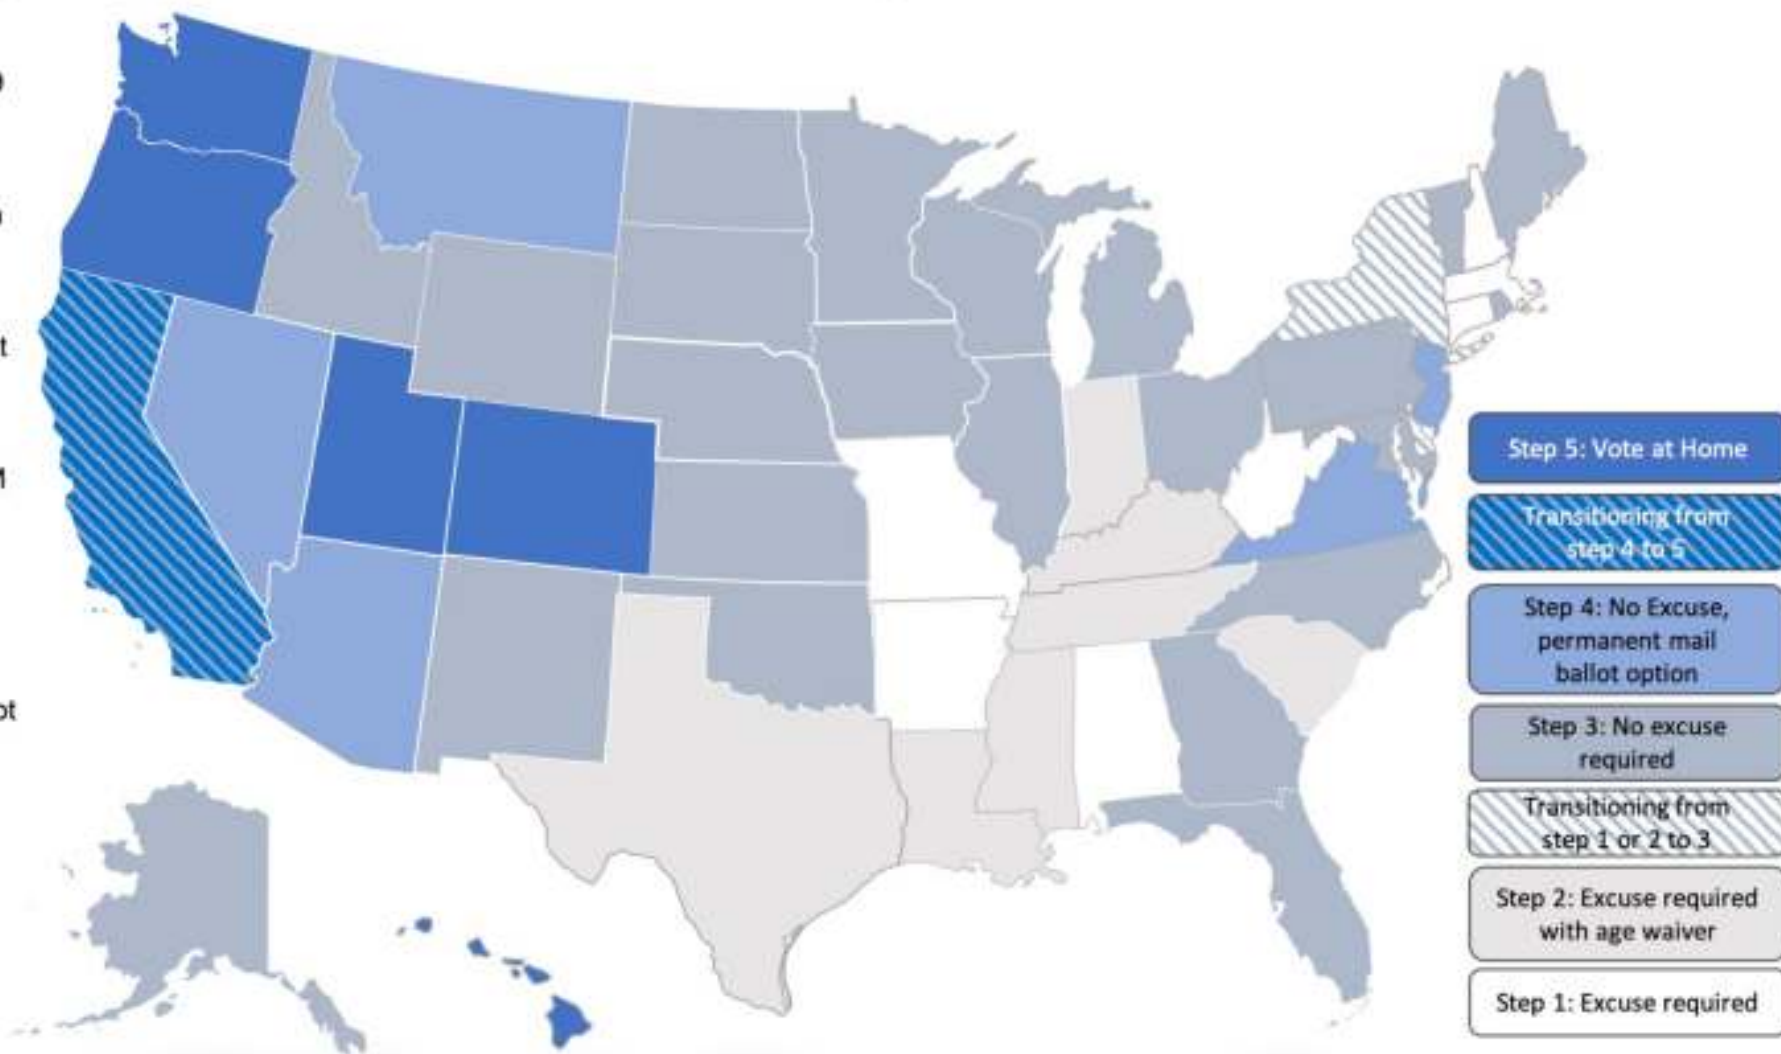 t
ot
Step 5: Vote at Home
Transitioning from
step 4 to 5
Step 4: No Excuse,
permanent mail
ballot option
Step 3: No excuse
required
Transitioning from
step 1 or 2 to 3
Step 2: Excuse required
with age waiver
Step 1: Excuse required